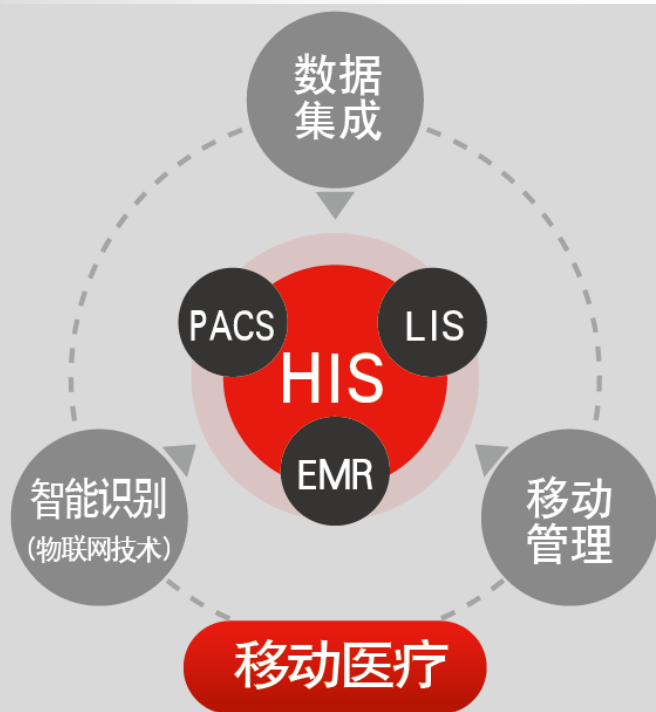 数据
集成
PACS
LIS
HIS
EMR
智能识别
（物联网技术）
移动
管理
移动医疗